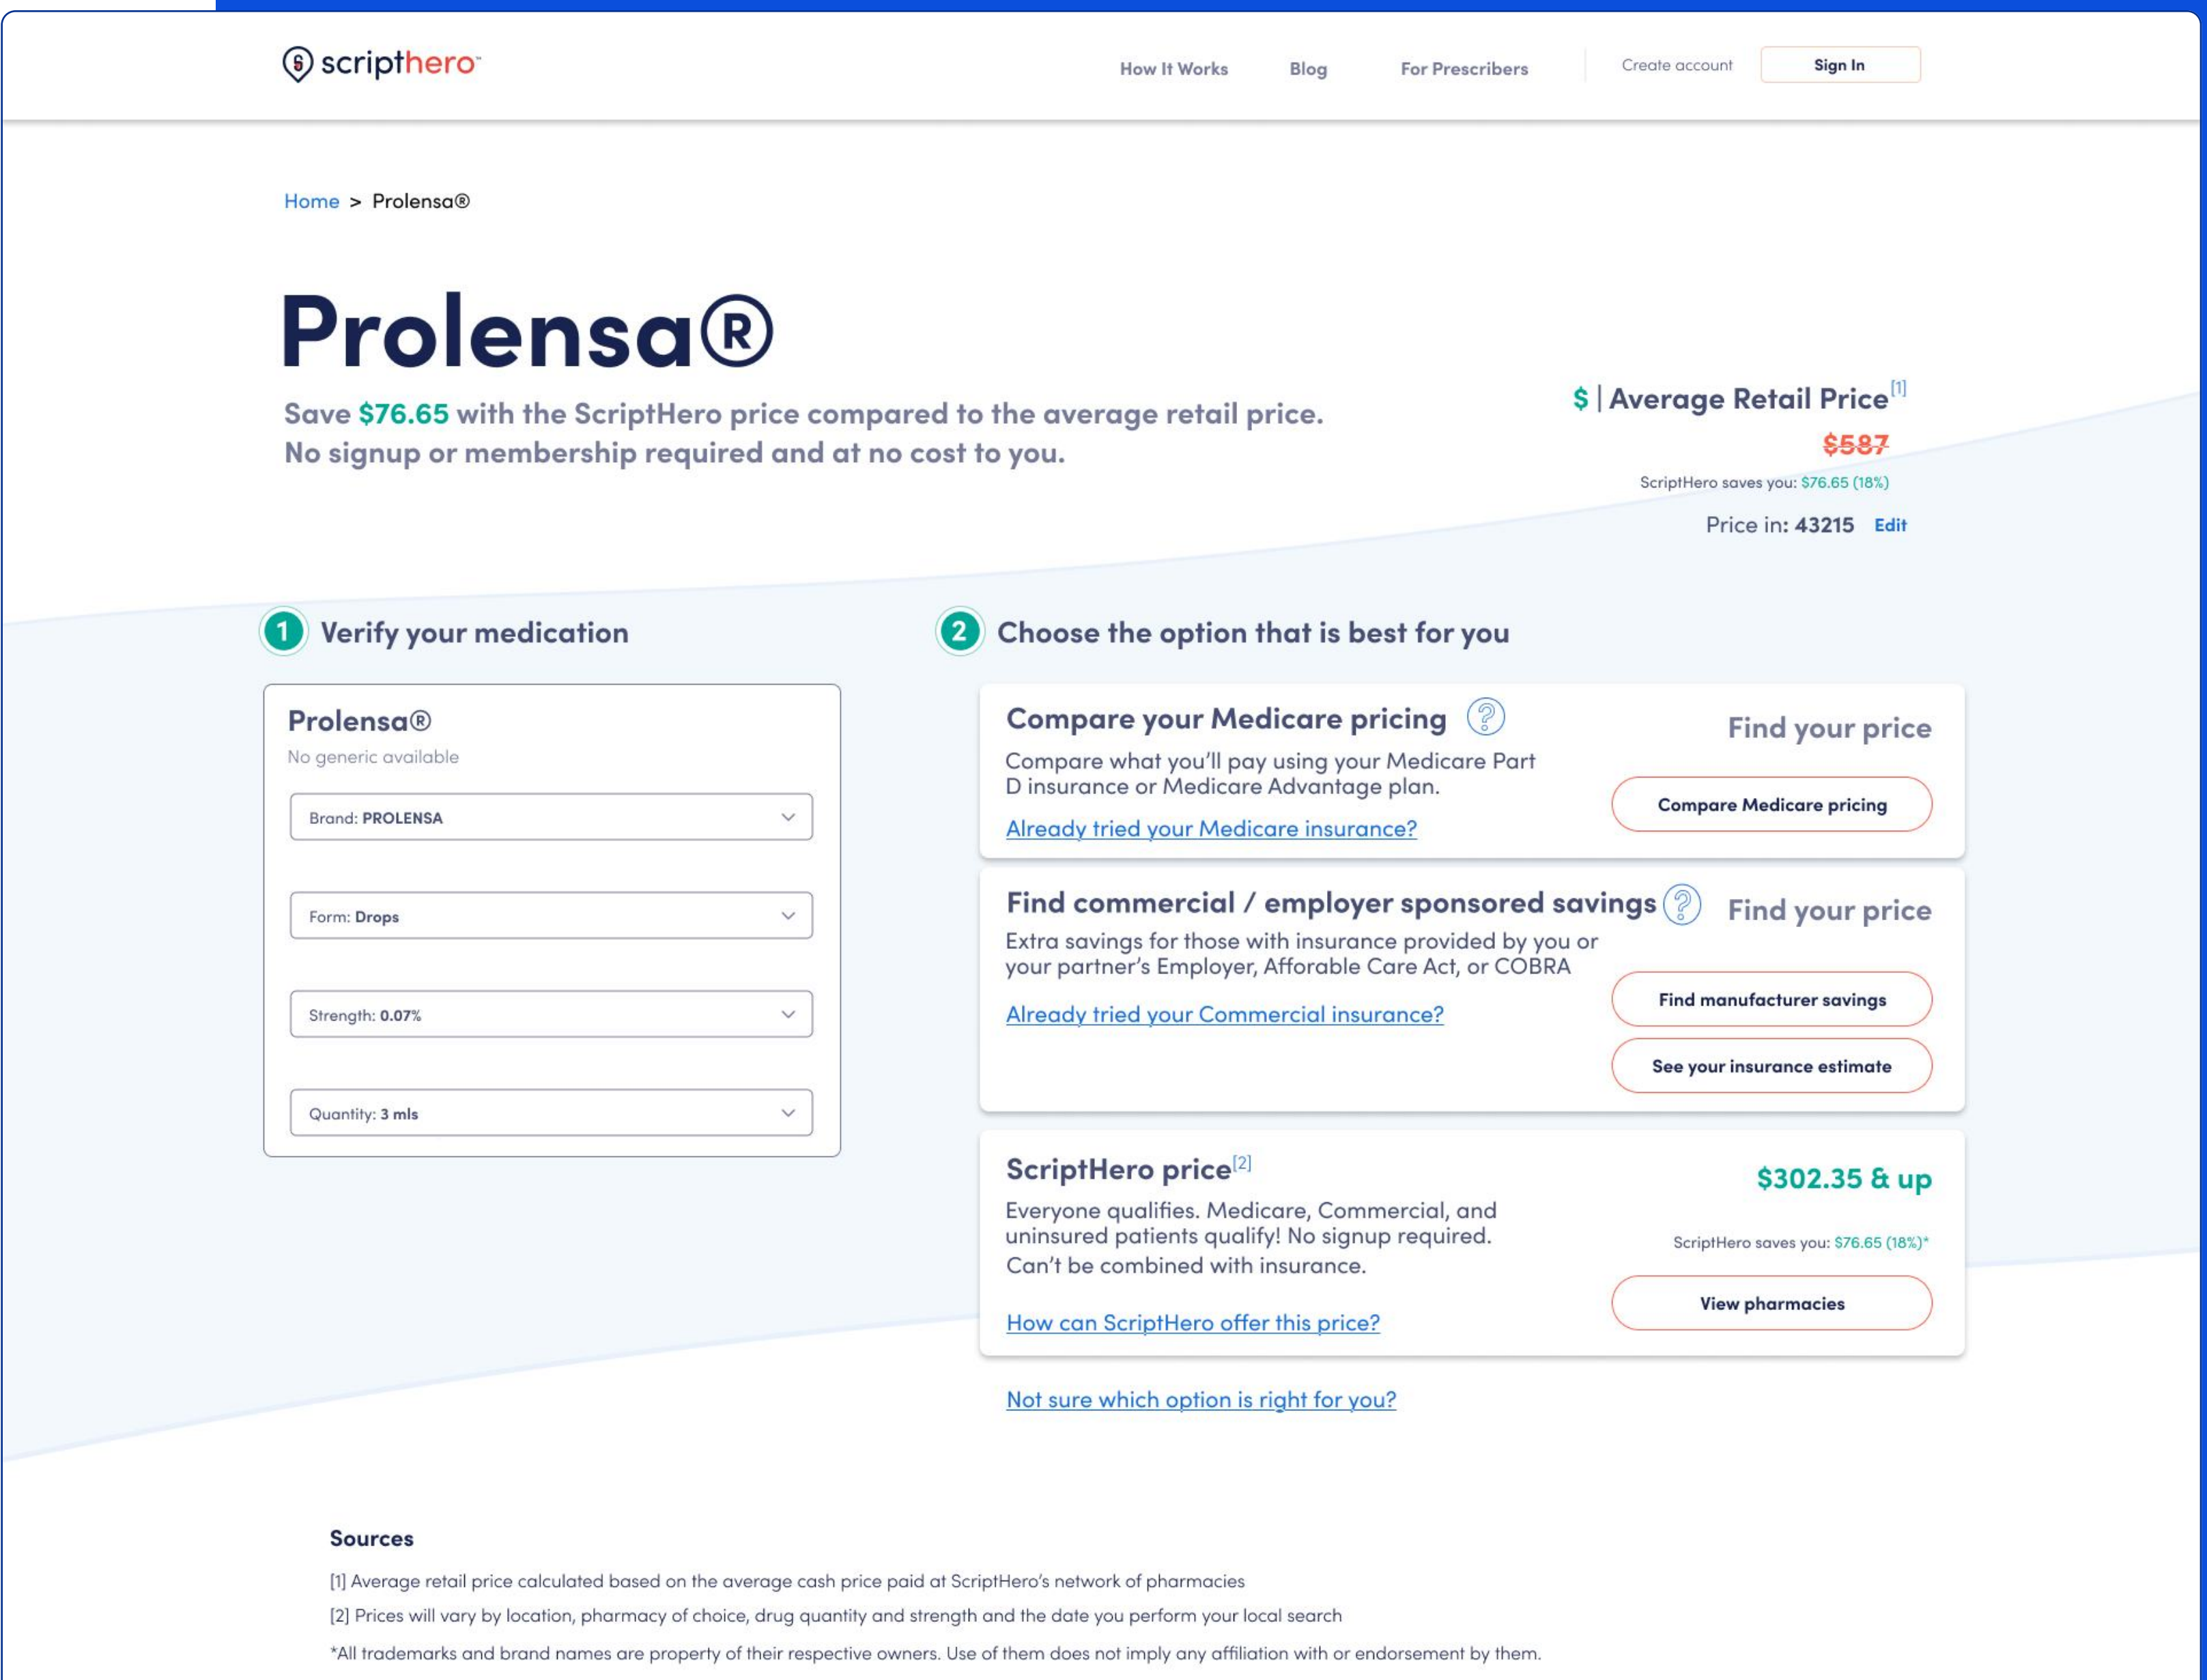 scripthero™
How It Works
Blog
For Prescribers
Create account
Sign In
Home > Prolensa®
Prolensa®
Save $76.65 with the ScriptHero price compared to the average retail price.
No signup or membership required and at no cost to you.
$ | Average Retail Price[1]
$587
ScriptHero saves you: $76.65 (18%)
Price in: 43215 Edit
1 Verify your medication
Prolensa®
No generic available
Brand: PROLENSA
Form: Drops
Strength: 0.07%
Quantity: 3 mls
2 Choose the option that is best for you
Compare your Medicare pricing ?
Find your price
Compare what you'll pay using your Medicare Part
D insurance or Medicare Advantage plan.
Compare Medicare pricing
Already tried your Medicare insurance?
Find commercial / employer sponsored savings ?
Find your price
Extra savings for those with insurance provided by you or
your partner's Employer, Afforable Care Act, or COBRA
Find manufacturer savings
Already tried your Commercial insurance?
See your insurance estimate
ScriptHero price[2]
$302.35 & up
Everyone qualifies. Medicare, Commercial, and
uninsured patients qualify! No signup required.
Can't be combined with insurance.
ScriptHero saves you: $76.65 (18%)*
View pharmacies
How can ScriptHero offer this price?
Not sure which option is right for you?
Sources
[1] Average retail price calculated based on the average cash price paid at ScriptHero's network of pharmacies
[2] Prices will vary by location, pharmacy of choice, drug quantity and strength and the date you perform your local search
*All trademarks and brand names are property of their respective owners. Use of them does not imply any affiliation with or endorsement by them.